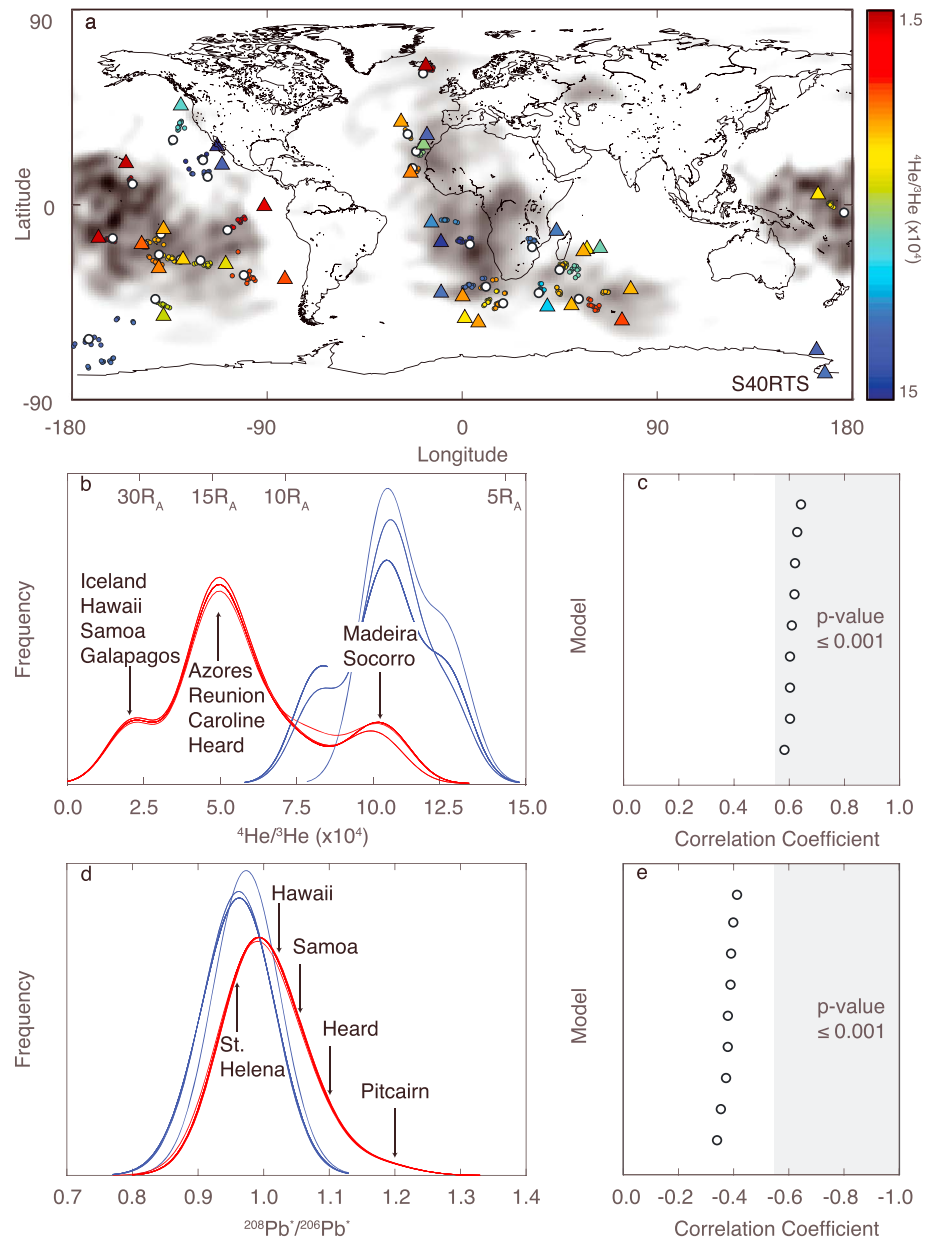 90
a
1.5
Latitude
0
⁴He/³He (x10⁴)
S40RTS
-90
15
-180
-90
0
90
180
Longitude
b
30R_A
15R_A
10R_A
5R_A
c
Iceland
Hawaii
Samoa
Galapagos
Azores
Reunion
Caroline
Heard
Madeira
Socorro
Frequency
Model
p-value
≤ 0.001
0.0
2.5
5.0
7.5
10.0
12.5
15.0
0.0
0.2
0.4
0.6
0.8
1.0
⁴He/³He (x10⁴)
Correlation Coefficient
d
e
Hawaii
Samoa
Heard
Pitcairn
St.
Helena
Frequency
Model
p-value
≤ 0.001
0.7
0.8
0.9
1.0
1.1
1.2
1.3
1.4
0.0
-0.2
-0.4
-0.6
-0.8
-1.0
²⁰⁸Pb*/²⁰⁶Pb*
Correlation Coefficient